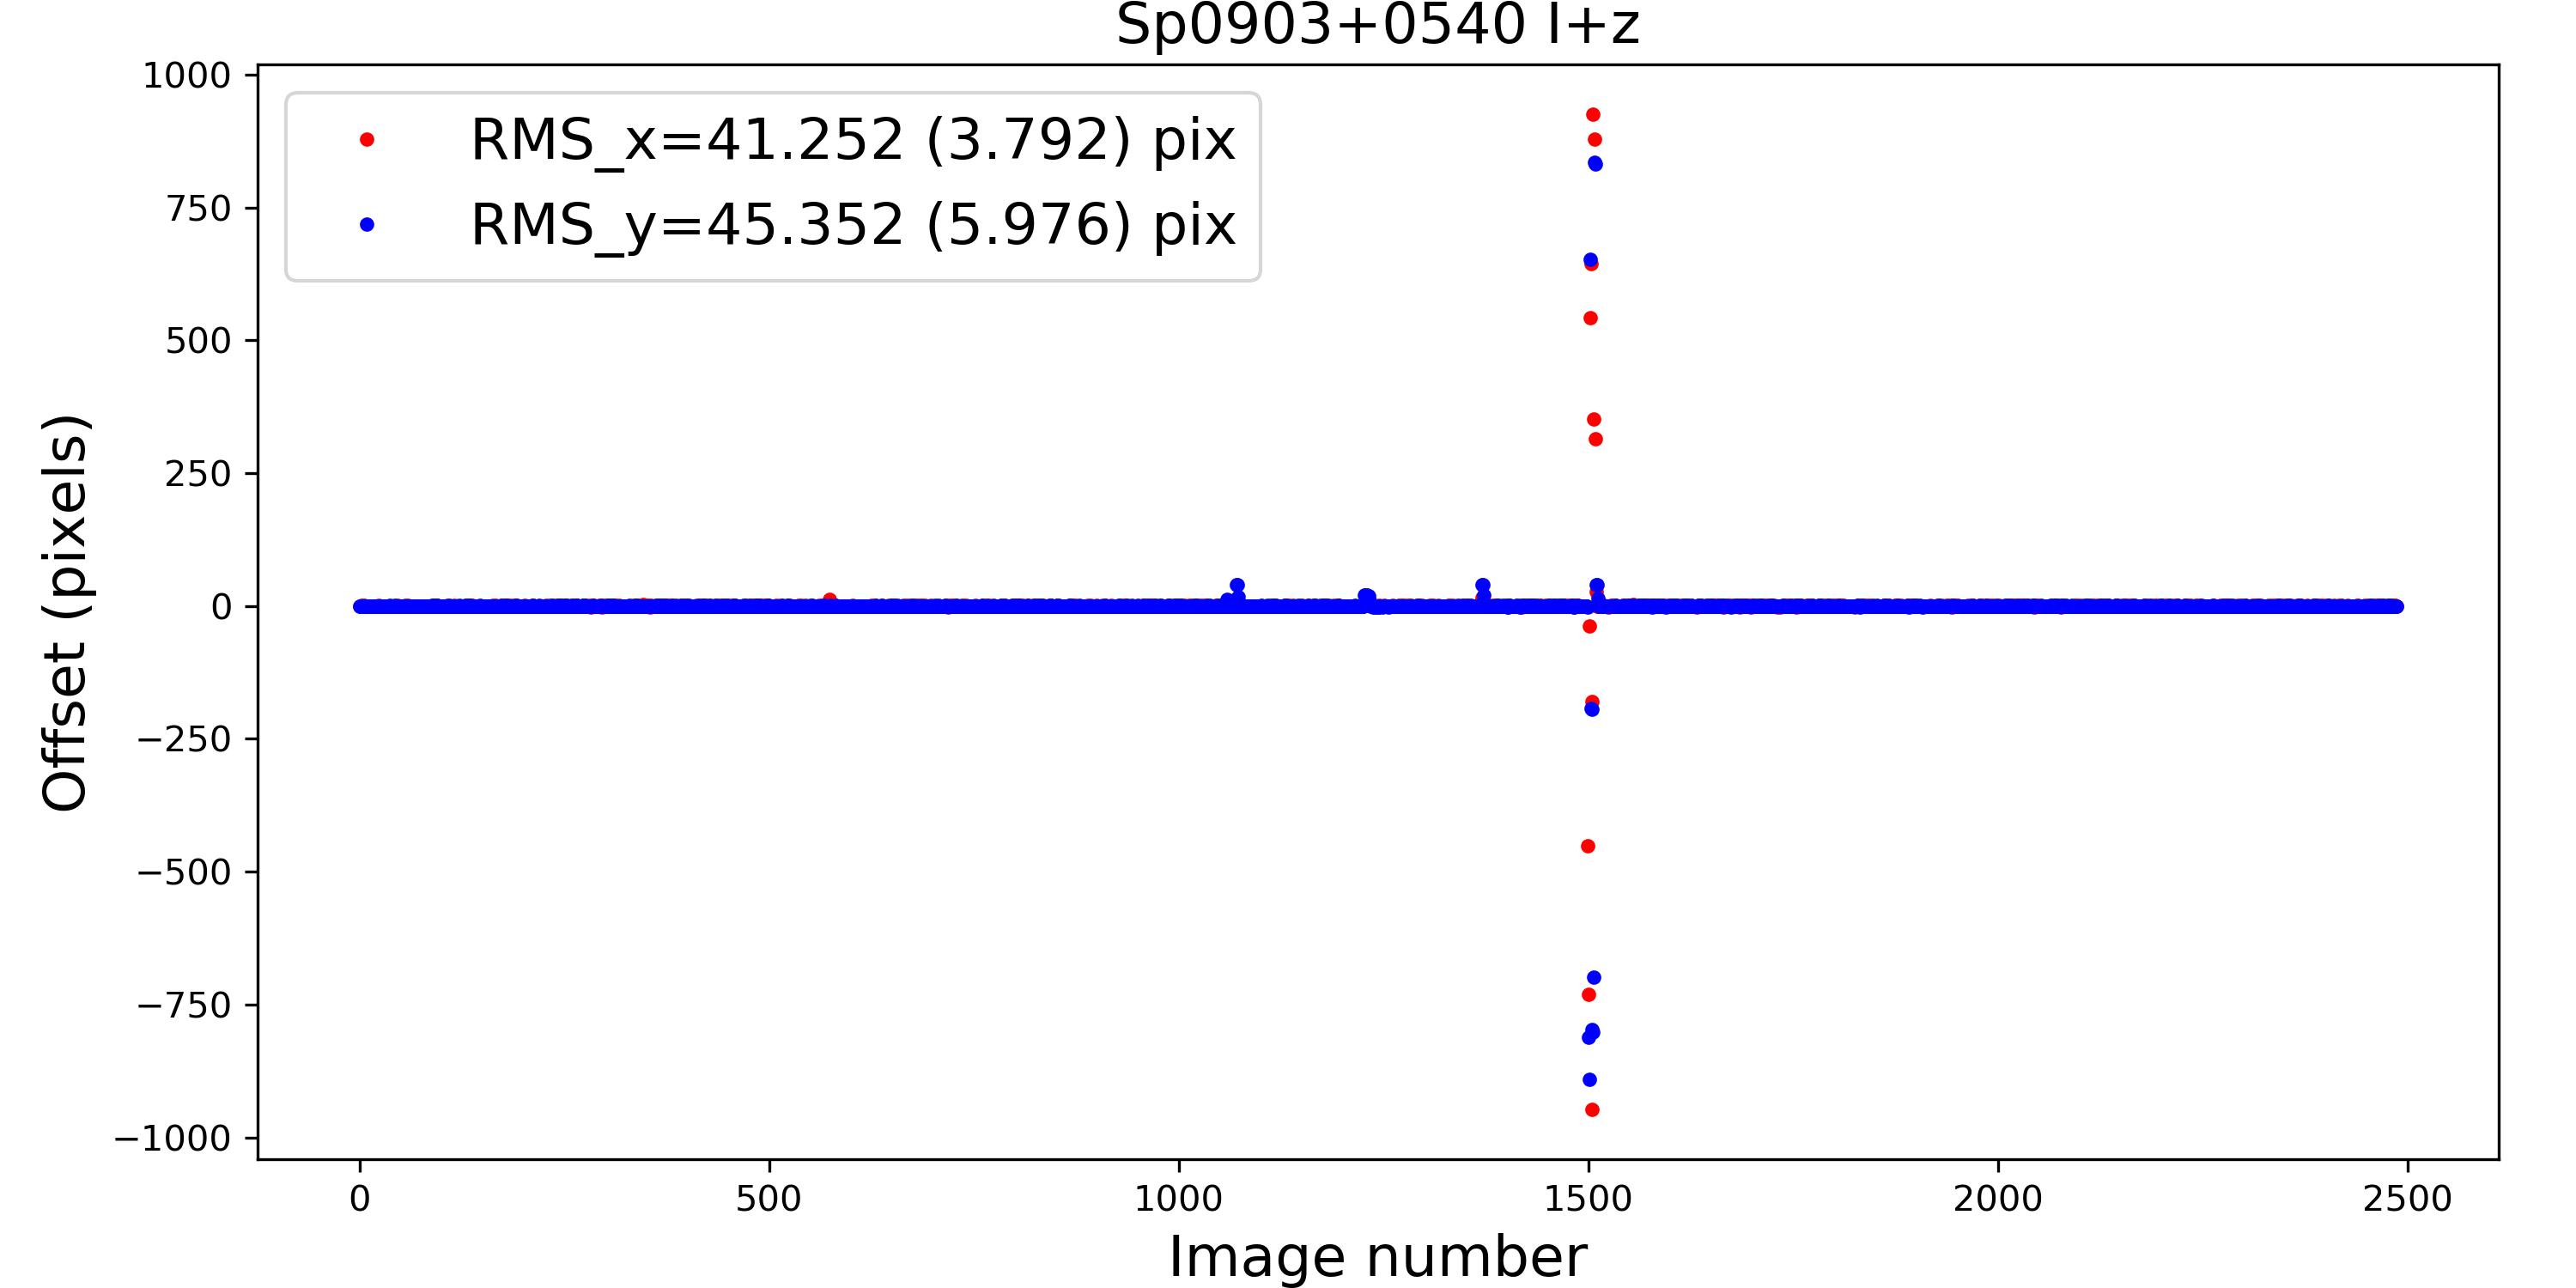 Sp0903+0540 I+z
1000
750
500
250
0
−250
−500
−750
−1000
Offset (pixels)
RMS_x=41.252 (3.792) pix
RMS_y=45.352 (5.976) pix
0 500 1000 1500 2000 2500
Image number